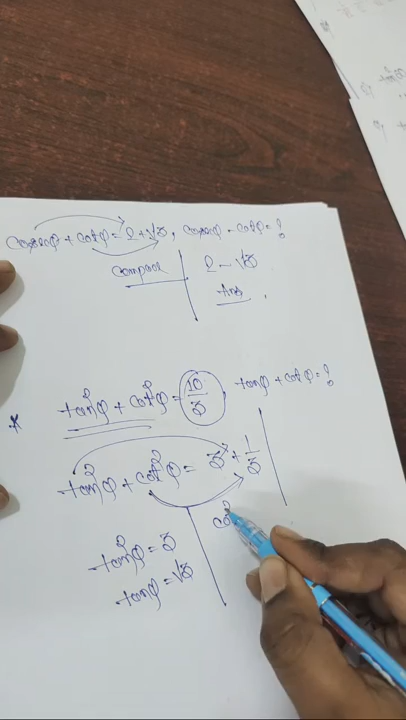 cosecφ + cotφ = 2 + √3, cosecφ - cotφ = ?
Compare
2 - √3
Ans
* tan²φ + cot²φ = 10/3, tanφ + cotφ = ?
tan²φ + cot²φ = 3 + 1/3
tan²φ = 3
cot²
tanφ = √3